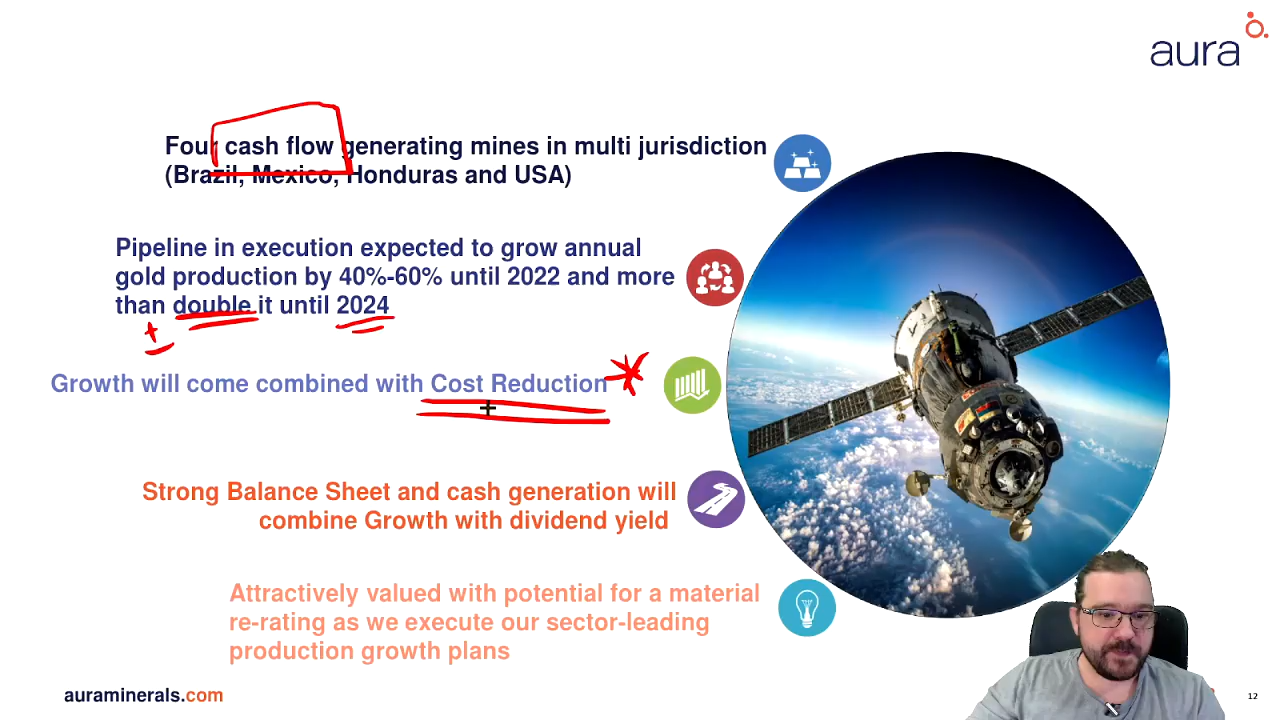 aura
Four cash flow generating mines in multi jurisdiction
(Brazil, Mexico, Honduras and USA)
Pipeline in execution expected to grow annual
gold production by 40%-60% until 2022 and more
than double it until 2024
Growth will come combined with Cost Reduction
Strong Balance Sheet and cash generation will
combine Growth with dividend yield
Attractively valued with potential for a material
re-rating as we execute our sector-leading
production growth plans
auraminerals.com
12